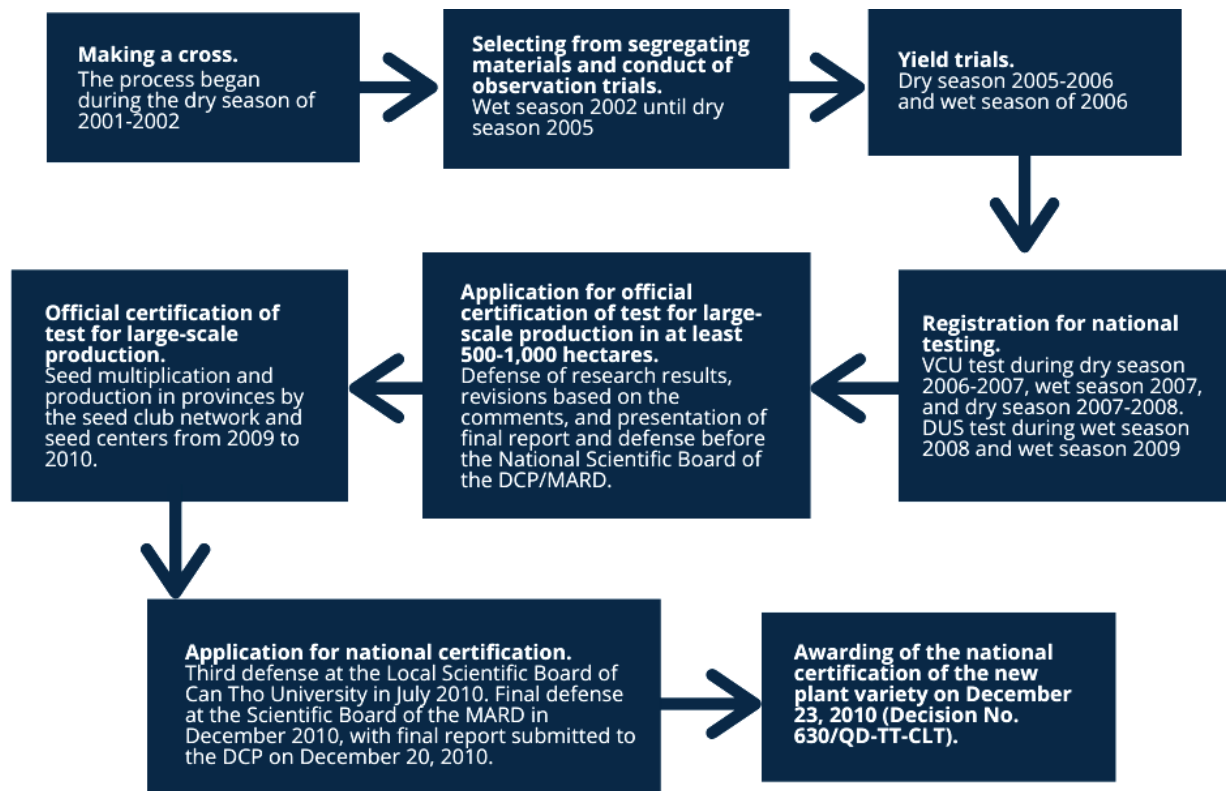 Making a cross.
The process began
during the dry season of
2001-2002
Selecting from segregating
materials and conduct of
observation trials.
Wet season 2002 until dry
season 2005
Yield trials.
Dry season 2005-2006
and wet season of 2006
Registration for national
testing.
VCU test during dry season
2006-2007, wet season 2007,
and dry season 2007-2008.
DUS test during wet season
2008 and wet season 2009
Application for official
certification of test for large-
scale production in at least
500-1,000 hectares.
Defense of research results,
revisions based on the
comments, and presentation of
final report and defense before
the National Scientific Board of
the DCP/MARD.
Official certification of
test for large-scale
production.
Seed multiplication and
production in provinces by
the seed club network and
seed centers from 2009 to
2010.
Application for national certification.
Third defense at the Local Scientific Board of
Can Tho University in July 2010. Final defense
at the Scientific Board of the MARD in
December 2010, with final report submitted to
the DCP on December 20, 2010.
Awarding of the national
certification of the new
plant variety on December
23, 2010 (Decision No.
630/QD-TT-CLT).